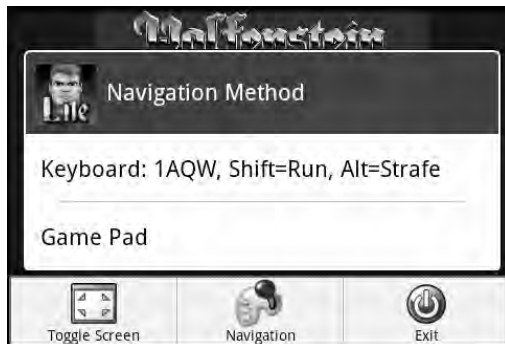 Wolfenstein
Lite
Navigation Method
Keyboard: 1AQW, Shift=Run, Alt=Strafe
Game Pad
Toggle Screen
Navigation
Exit